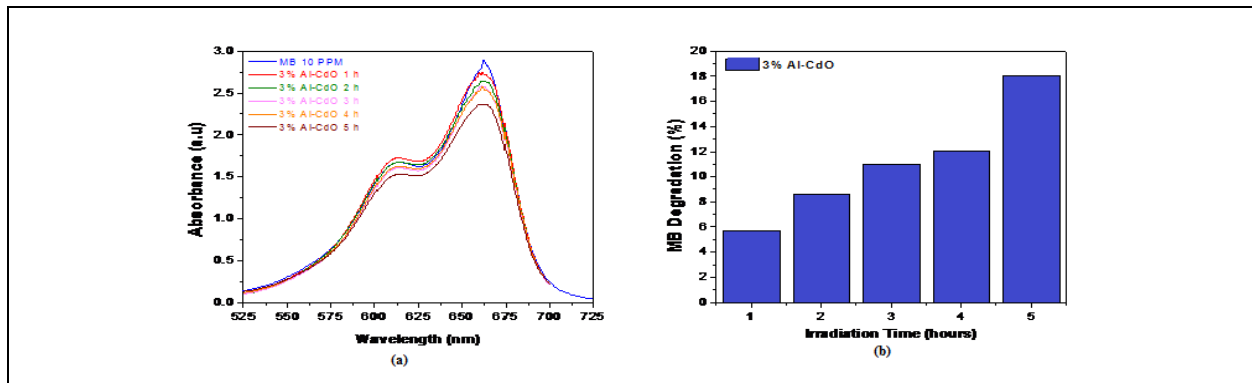 3.0
2.5
2.0
1.5
1.0
0.5
0.0
Absorbance (a.u)
MB 10 PPM
3% Al-CdO 1 h
3% Al-CdO 2 h
3% Al-CdO 3 h
3% Al-CdO 4 h
3% Al-CdO 5 h
525 550 575 600 625 650 675 700 725
Wavelength (nm)
(a)
20
18
16
14
12
10
8
6
4
2
0
MB Degradation (%)
3% Al-CdO
1 2 3 4 5
Irradiation Time (hours)
(b)